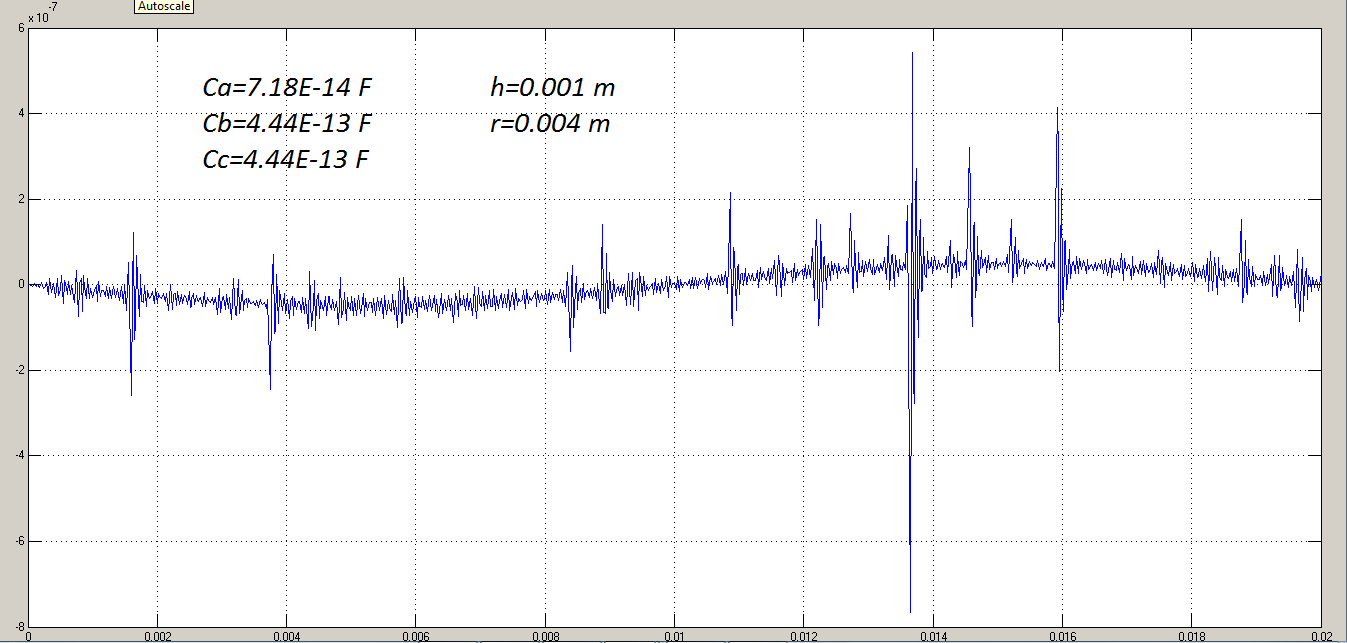 Autoscale
x 10^-7
6
Ca=7.18E-14 F h=0.001 m
Cb=4.44E-13 F r=0.004 m
Cc=4.44E-13 F
4
2
0
-2
-4
-6
-8
0 0.002 0.004 0.006 0.008 0.01 0.012 0.014 0.016 0.018 0.02